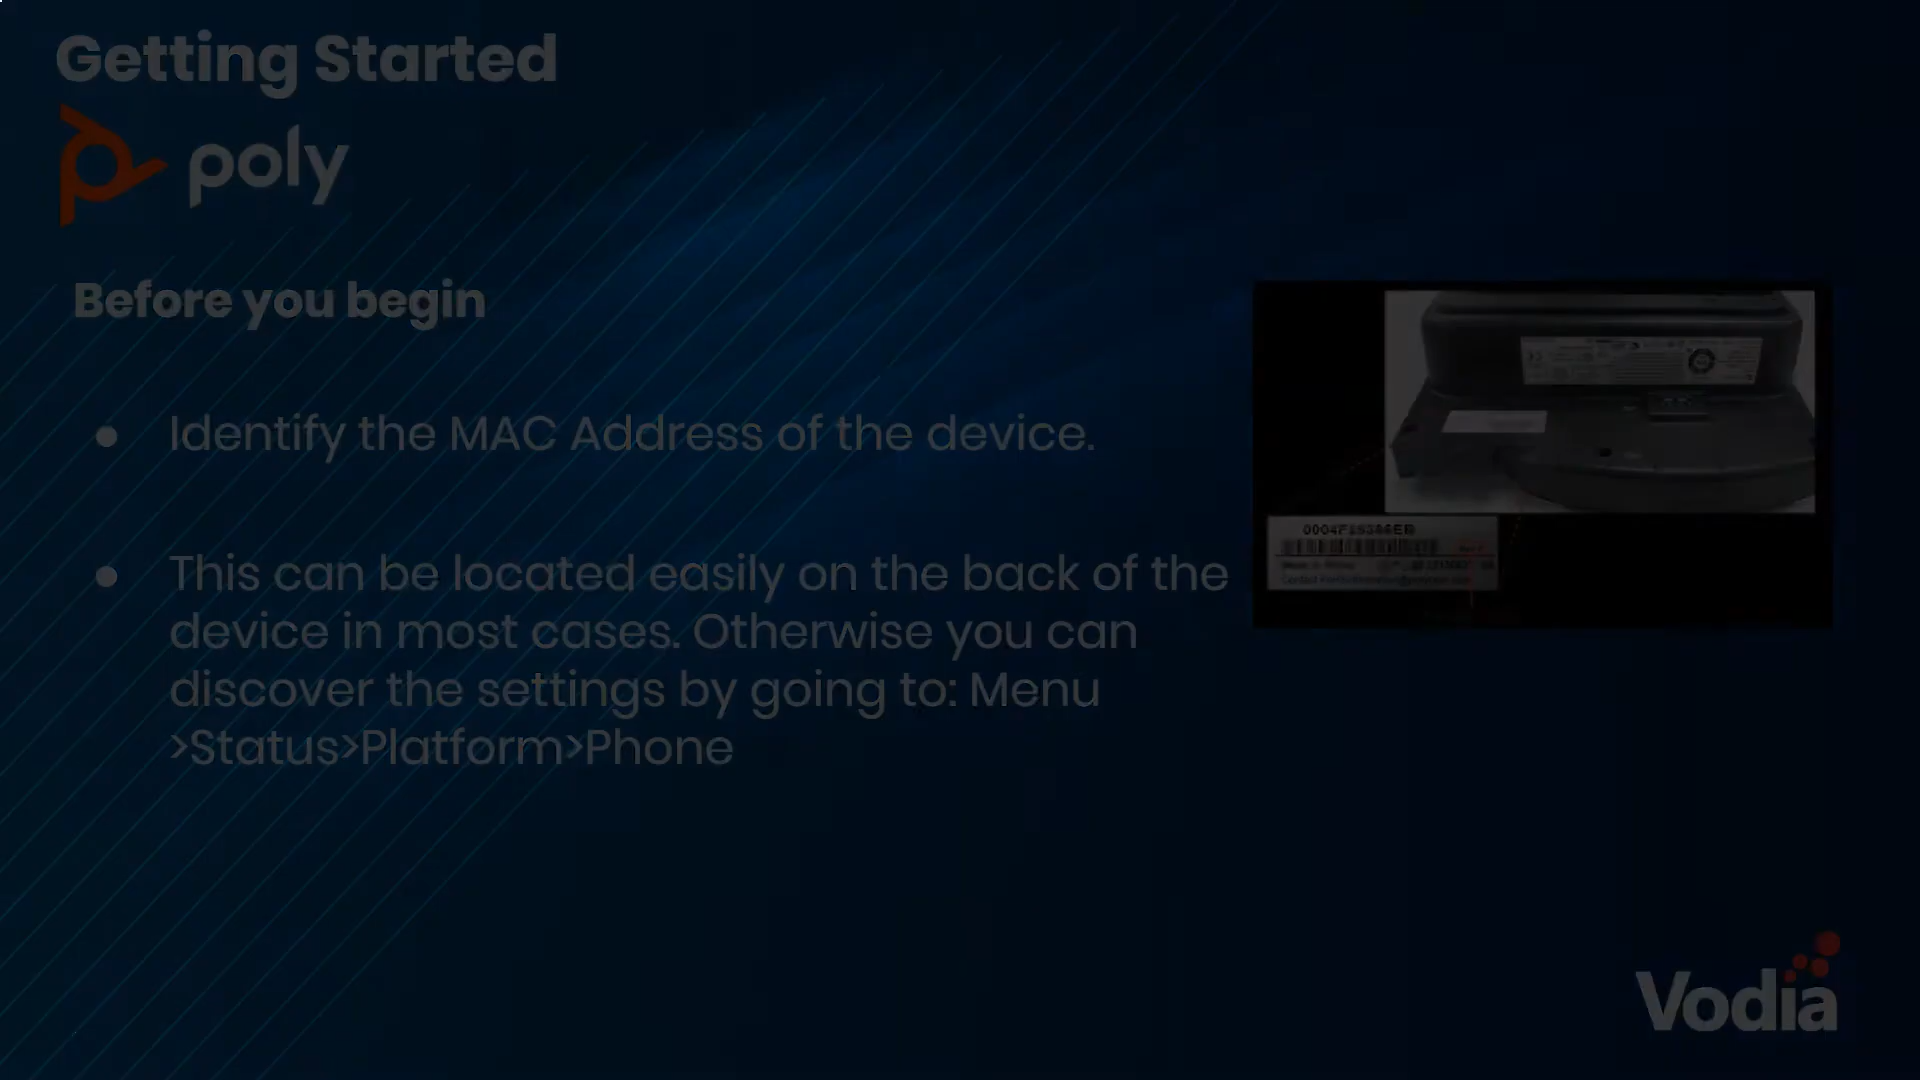 Getting Started
poly
Before you begin
● Identify the MAC Address of the device.
● This can be located easily on the back of the
device in most cases. Otherwise you can
discover the settings by going to: Menu
>Status>Platform>Phone
Vodia